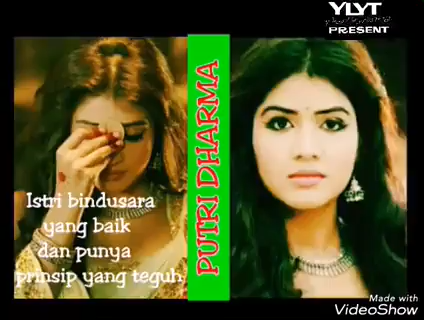 YLYT
PRESENT
PUTRI DHARMA
Istri bindusara
yang baik
dan punya
prinsip yang teguh
Made with
VideoShow